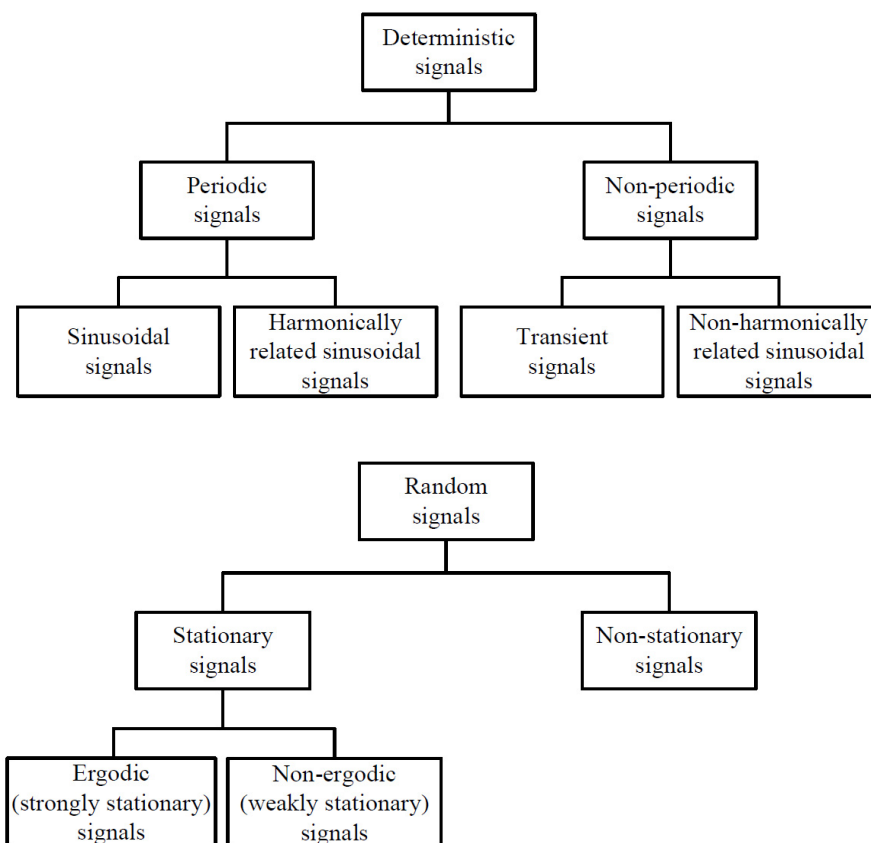 Deterministic
signals
Periodic
signals
Non-periodic
signals
Sinusoidal
signals
Harmonically
related sinusoidal
signals
Transient
signals
Non-harmonically
related sinusoidal
signals
Random
signals
Stationary
signals
Non-stationary
signals
Ergodic
(strongly stationary)
signals
Non-ergodic
(weakly stationary)
signals